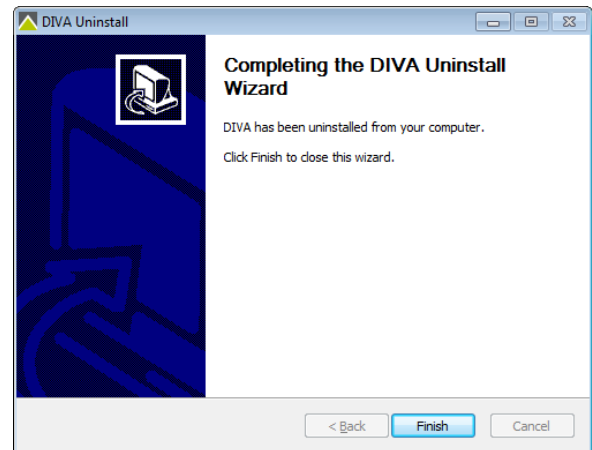 DIVA Uninstall
Completing the DIVA Uninstall
Wizard
DIVA has been uninstalled from your computer.
Click Finish to close this wizard.
< Back Finish Cancel